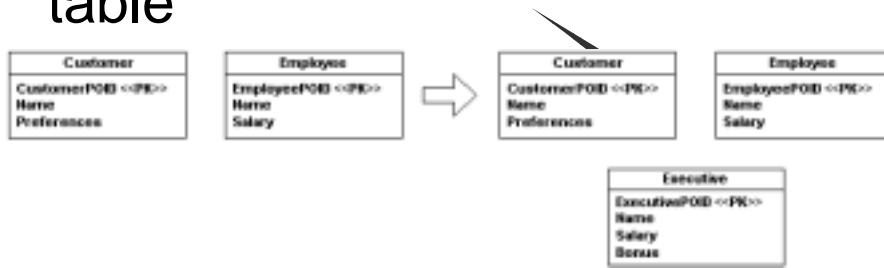 table
Customer
CustomerPOID <<PK>>
Name
Preferences
Employee
EmployeePOID <<PK>>
Name
Salary
Customer
CustomerPOID <<PK>>
Name
Preferences
Employee
EmployeePOID <<PK>>
Name
Salary
Executive
ExecutivePOID <<PK>>
Name
Salary
Bonus